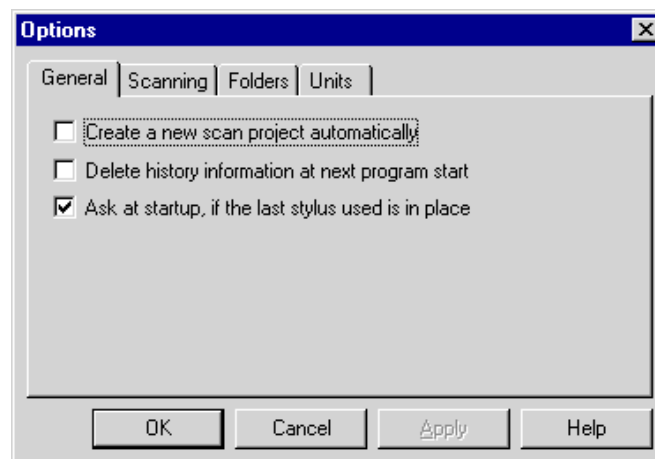 Options
General Scanning Folders Units
Create a new scan project automatically
Delete history information at next program start
Ask at startup, if the last stylus used is in place
OK Cancel Apply Help